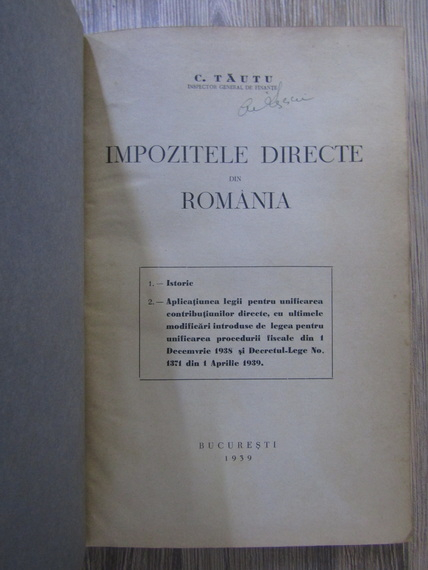 C. TĂUTU
INSPECTOR GENERAL DE FINANȚE
IMPOZITELE DIRECTE
DIN
ROMÂNIA
1. — Istoric
2. — Aplicațiunea legii pentru unificarea
contribuțiunilor directe, cu ultimele
modificări introduse de legea pentru
unificarea procedurii fiscale din 1
Decemvrie 1938 și Decretul-Lege No.
1371 din 1 Aprilie 1939.
BUCUREȘTI
1939